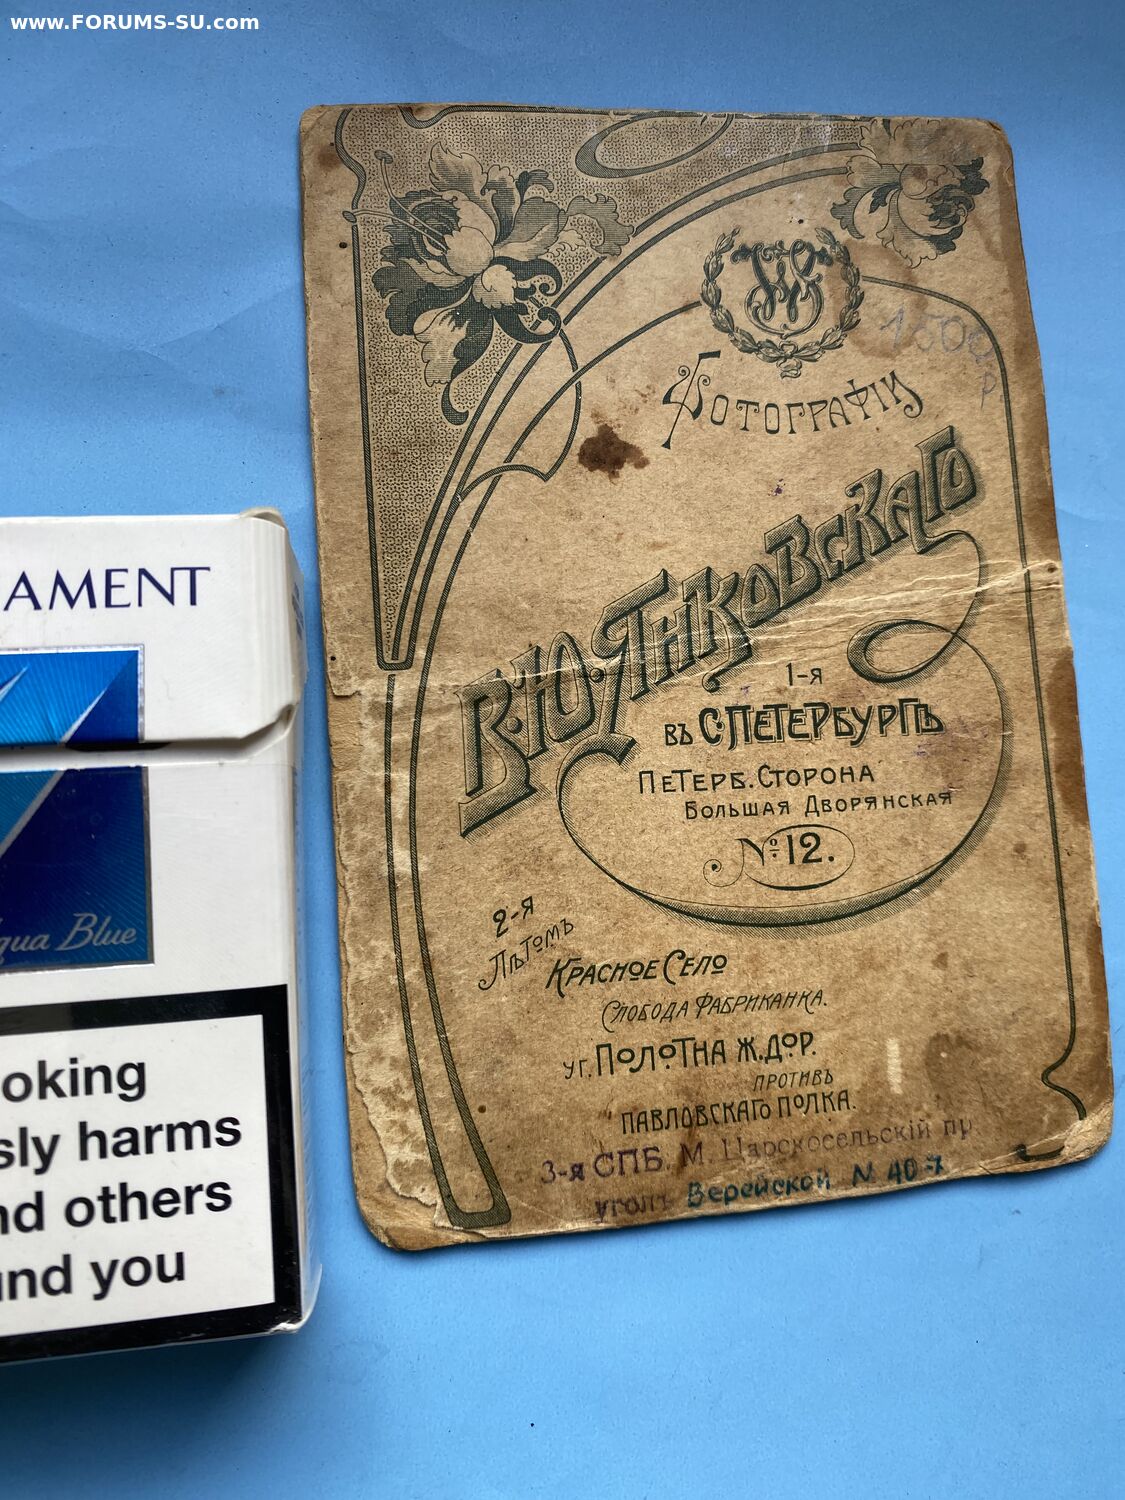 www.FORUMS-SU.com
Фотографiи
1500 р
В.Ю.Янковскаго
1-я
въ С.Петербургѣ
Петерб. Сторона
Большая Дворянская
№ 12.
2-я
Лѣтомъ
Красное Село
Слобода Фабриканка.
уг. Полотна ж. дор.
противъ
Павловскаго полка.
3-я СПБ. М. Царскосельскiй пр
уголъ Верейской № 40-7
AMENT
qua Blue
oking
sly harms
nd others
und you